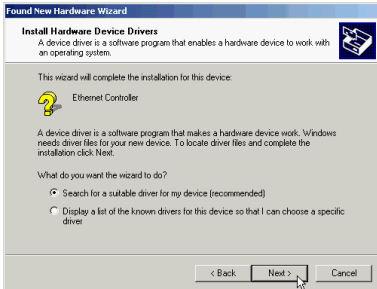 Found New Hardware Wizard
Install Hardware Device Drivers
A device driver is a software program that enables a hardware device to work with
an operating system.
This wizard will complete the installation for this device:
Ethernet Controller
A device driver is a software program that makes a hardware device work. Windows
needs driver files for your new device. To locate driver files and complete the
installation click Next.
What do you want the wizard to do?
Search for a suitable driver for my device (recommended)
Display a list of the known drivers for this device so that I can choose a specific
driver
< Back Next > Cancel